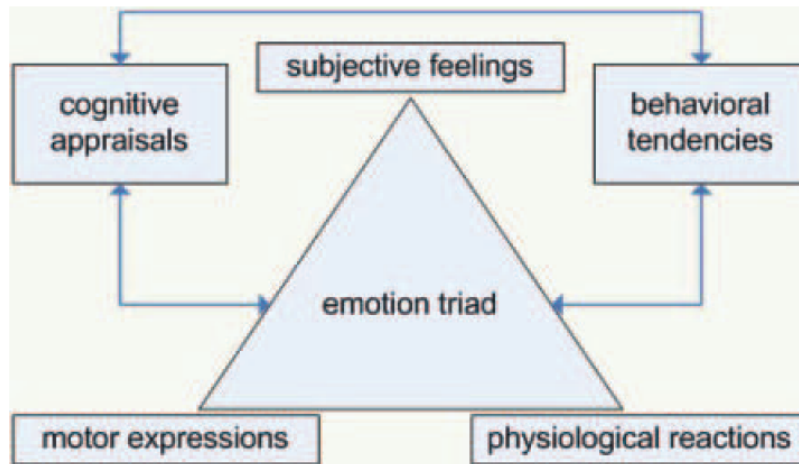 subjective feelings
cognitive
appraisals
behavioral
tendencies
emotion triad
motor expressions
physiological reactions